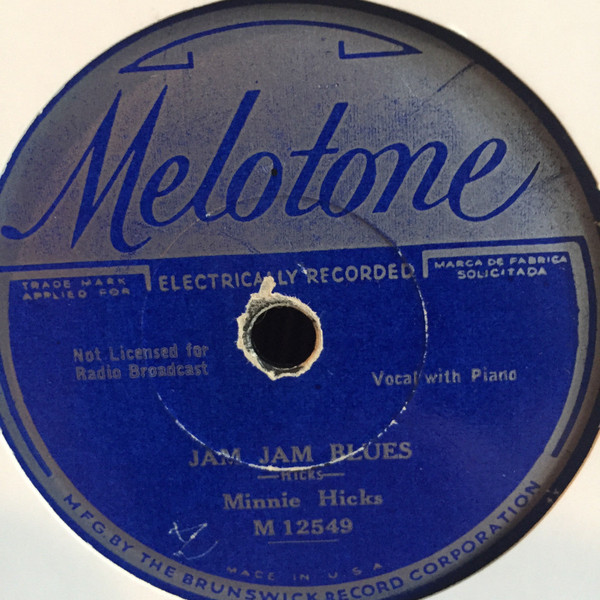 Melotone
TRADE MARK
APPLIED FOR
ELECTRICALLY RECORDED
MARCA DE FABRICA
SOLICITADA
Not Licensed for
Radio Broadcast
Vocal with Piano
JAM JAM BLUES
—Hicks—
Minnie Hicks
M 12549
MADE IN U.S.A
MFG. BY THE BRUNSWICK RECORD CORPORATION